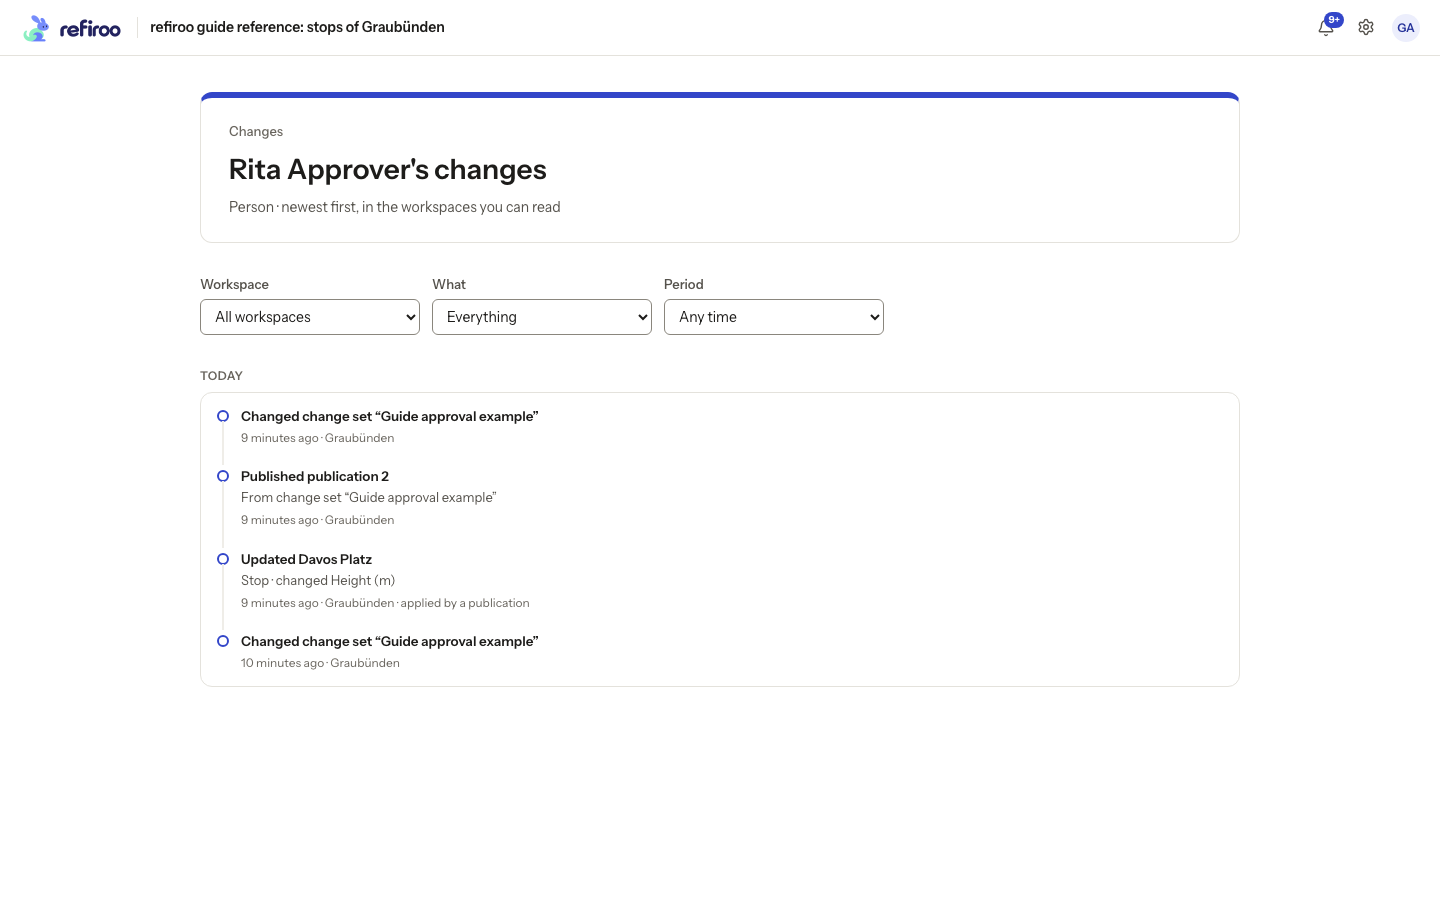 refiroo
refiroo guide reference: stops of Graubünden
9+
GA
Changes
Rita Approver's changes
Person · newest first, in the workspaces you can read
Workspace
What
Period
All workspaces
Everything
Any time
TODAY
Changed change set “Guide approval example”
9 minutes ago · Graubünden
Published publication 2
From change set “Guide approval example”
9 minutes ago · Graubünden
Updated Davos Platz
Stop · changed Height (m)
9 minutes ago · Graubünden · applied by a publication
Changed change set “Guide approval example”
10 minutes ago · Graubünden